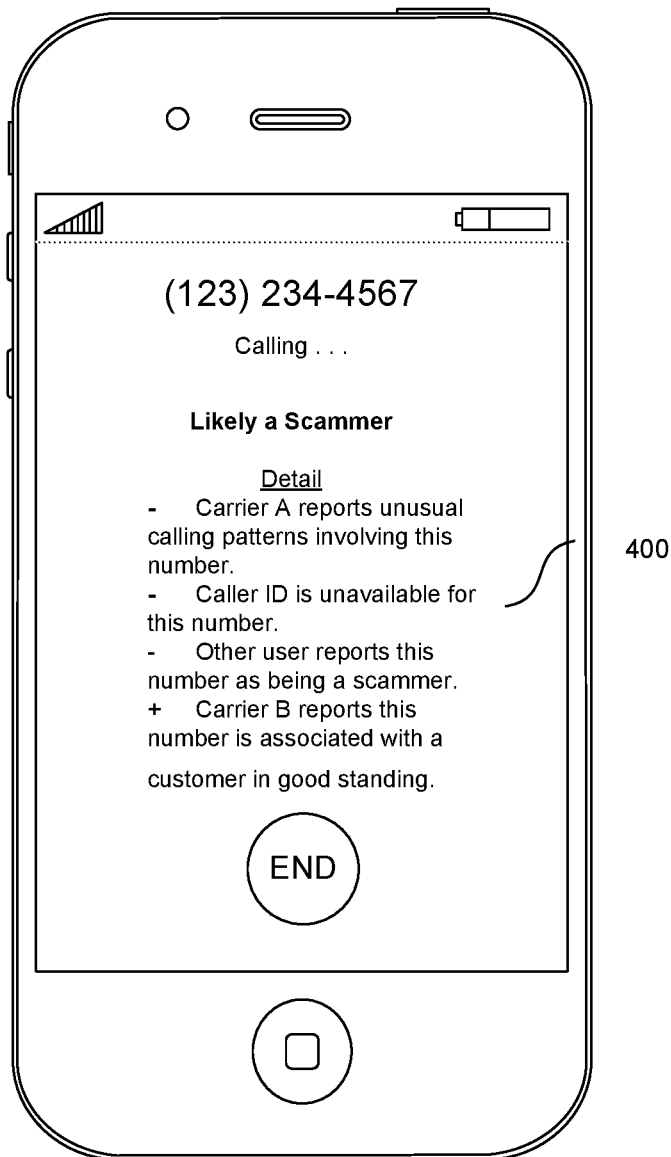 (123) 234-4567
Calling . . .
Likely a Scammer
Detail
- Carrier A reports unusual
calling patterns involving this
number.
- Caller ID is unavailable for
this number.
- Other user reports this
number as being a scammer.
+ Carrier B reports this
number is associated with a
customer in good standing.
400
END